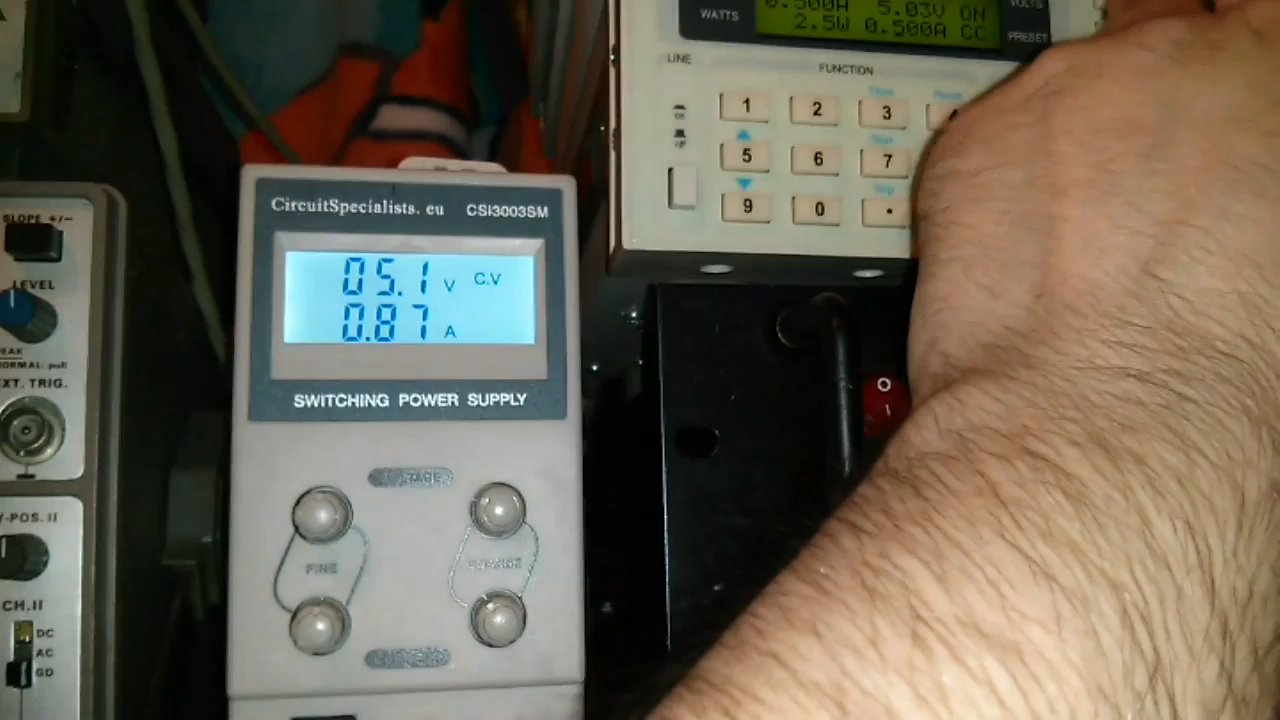 SLOPE +/-
LEVEL
EXT. TRIG.
Y-POS. II
CH.II
DC
AC
GD
CircuitSpecialists.eu CSI3003SM
05.1 V C.V
0.87 A
SWITCHING POWER SUPPLY
FINE
WATTS
0.500A 5.03V ON
2.5W 0.500A CC
VOLTS
PRESET
LINE
FUNCTION
1 2 3
5 6 7
9 0 .
O
I